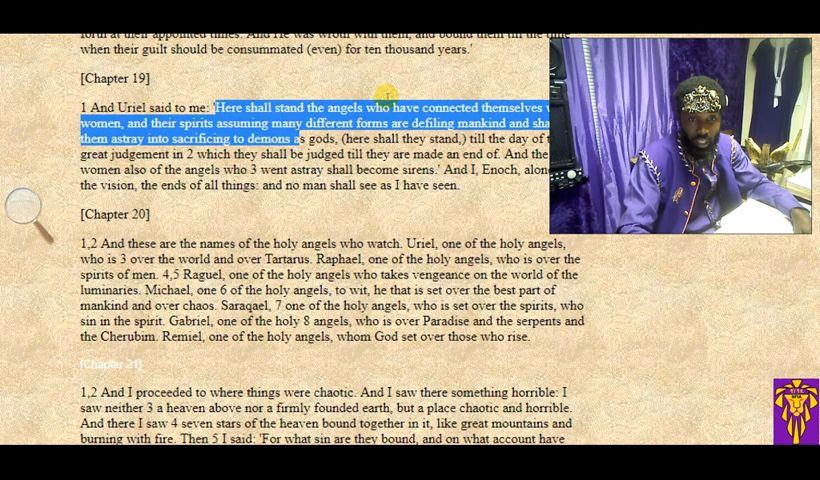 forth at their appointed times. And He was wroth with them, and bound them till the time
when their guilt should be consummated (even) for ten thousand years.'
[Chapter 19]
1 And Uriel said to me: 'Here shall stand the angels who have connected themselves
women, and their spirits assuming many different forms are defiling mankind and sha
them astray into sacrificing to demons as gods, (here shall they stand,) till the day of
great judgement in 2 which they shall be judged till they are made an end of. And the
women also of the angels who 3 went astray shall become sirens.' And I, Enoch, alon
the vision, the ends of all things: and no man shall see as I have seen.
[Chapter 20]
1,2 And these are the names of the holy angels who watch. Uriel, one of the holy angels,
who is 3 over the world and over Tartarus. Raphael, one of the holy angels, who is over the
spirits of men. 4,5 Raguel, one of the holy angels who takes vengeance on the world of the
luminaries. Michael, one 6 of the holy angels, to wit, he that is set over the best part of
mankind and over chaos. Saraqael, 7 one of the holy angels, who is set over the spirits, who
sin in the spirit. Gabriel, one of the holy 8 angels, who is over Paradise and the serpents and
the Cherubim. Remiel, one of the holy angels, whom God set over those who rise.
[Chapter 21]
1,2 And I proceeded to where things were chaotic. And I saw there something horrible: I
saw neither 3 a heaven above nor a firmly founded earth, but a place chaotic and horrible.
And there I saw 4 seven stars of the heaven bound together in it, like great mountains and
burning with fire. Then 5 I said: 'For what sin are they bound, and on what account have